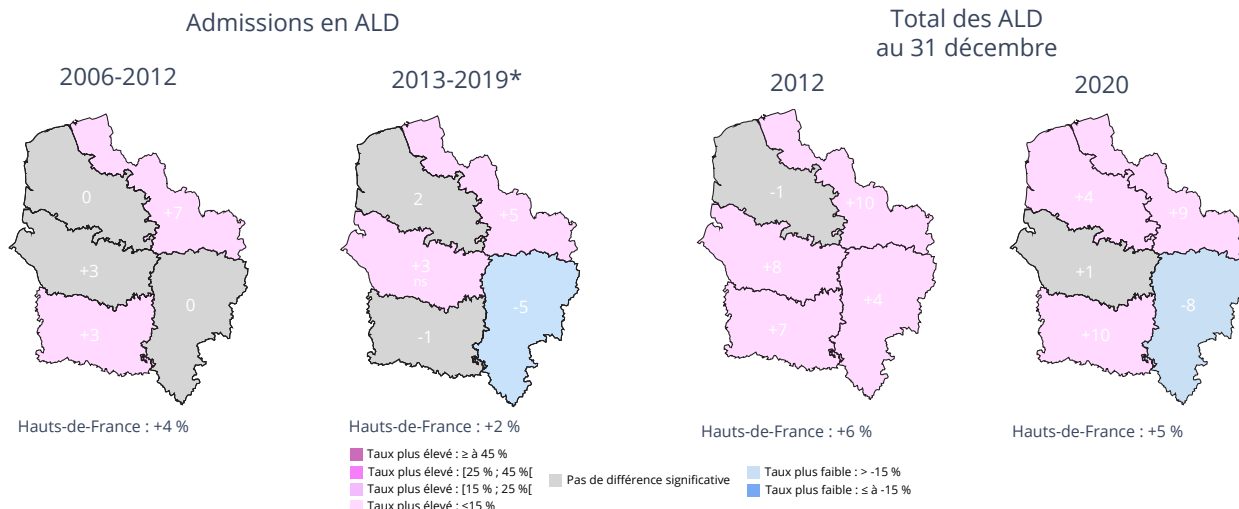 Admissions en ALD
Total des ALD
au 31 décembre
2006-2012
2013-2019*
2012
2020
0
+7
+3
0
+3
2
+5
+3
ns
-5
-1
-1
+10
+8
+4
+7
+4
+9
+1
-8
+10
Hauts-de-France : +4 %
Hauts-de-France : +2 %
Hauts-de-France : +6 %
Hauts-de-France : +5 %
Taux plus élevé : ≥ à 45 %
Taux plus élevé : [25 % ; 45 %[
Taux plus élevé : [15 % ; 25 %[
Taux plus élevé : <15 %
Pas de différence significative
Taux plus faible : > -15 %
Taux plus faible : ≤ à -15 %